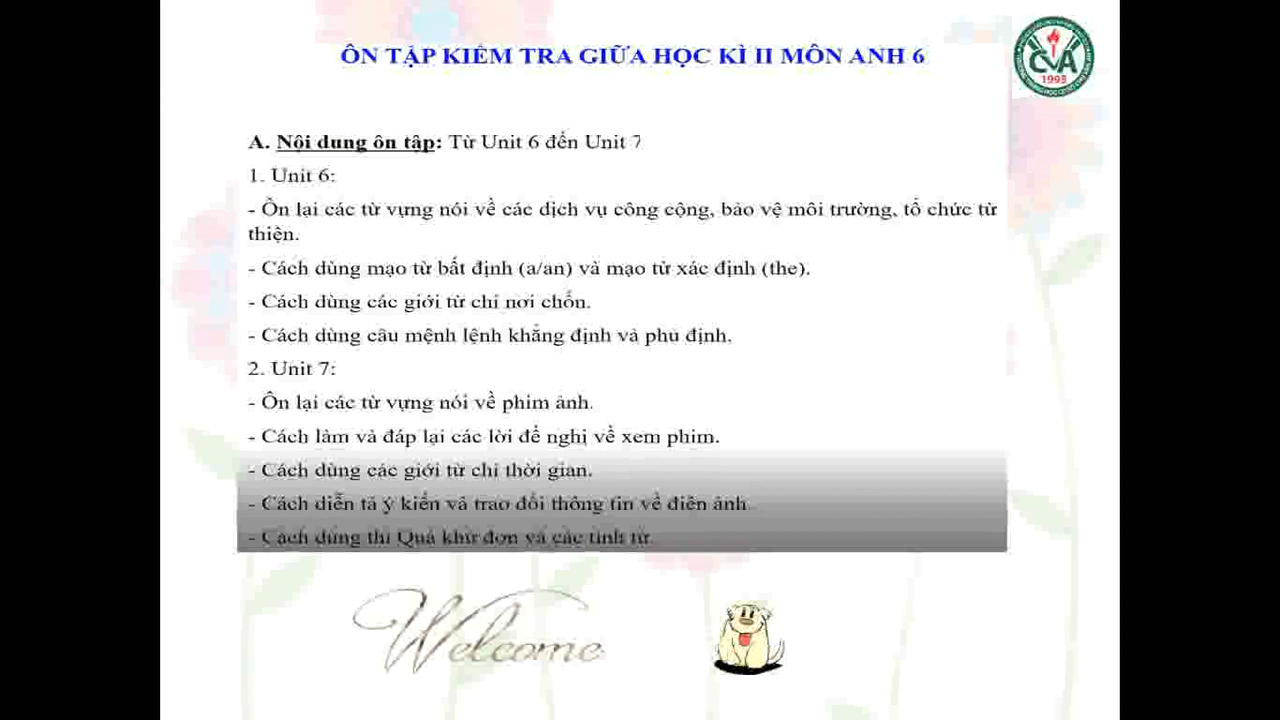 ÔN TẬP KIỂM TRA GIỮA HỌC KÌ II MÔN ANH 6
CVA
1993
A. Nội dung ôn tập: Từ Unit 6 đến Unit 7
1. Unit 6:
- Ôn lại các từ vựng nói về các dịch vụ công cộng, bảo vệ môi trường, tổ chức từ
thiện.
- Cách dùng mạo từ bất định (a/an) và mạo từ xác định (the).
- Cách dùng các giới từ chỉ nơi chốn.
- Cách dùng câu mệnh lệnh khẳng định và phủ định.
2. Unit 7:
- Ôn lại các từ vựng nói về phim ảnh.
- Cách làm và đáp lại các lời đề nghị về xem phim.
- Cách dùng các giới từ chỉ thời gian.
- Cách diễn tả ý kiến và trao đổi thông tin về điện ảnh.
- Cách dùng thì Quá khứ đơn và các tính từ.
Welcome